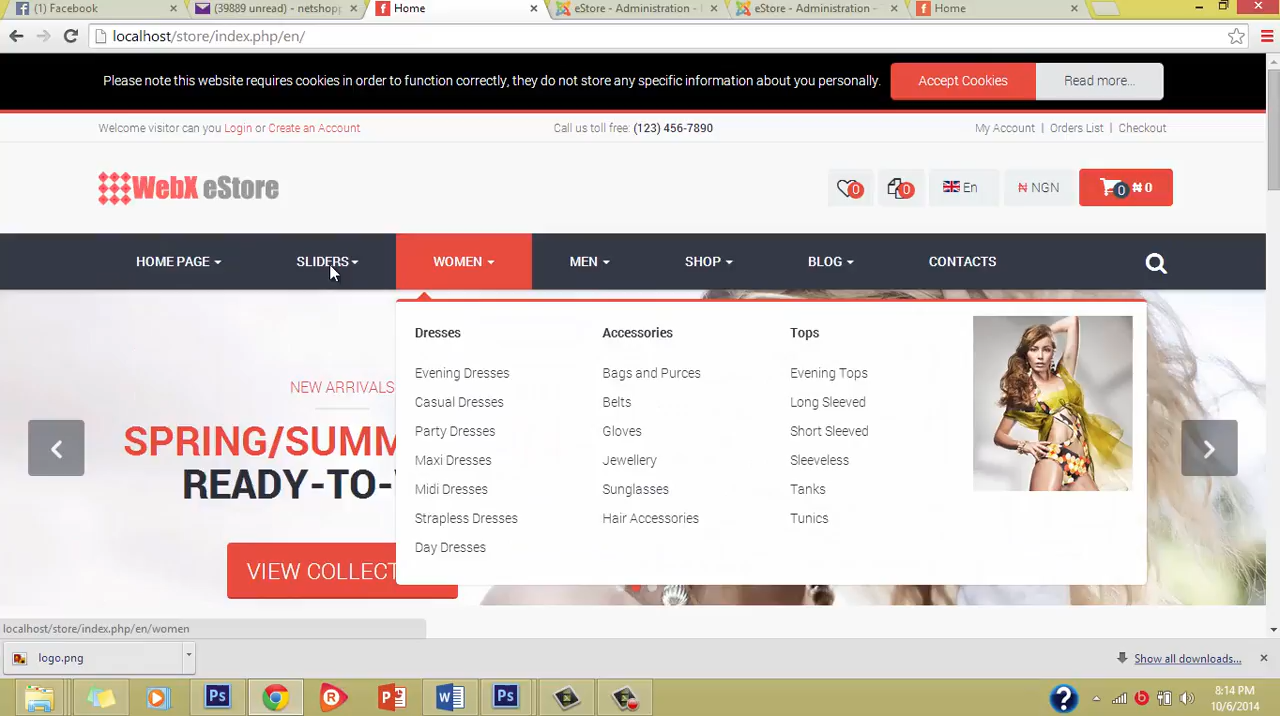 (1) Facebook
(39889 unread) - netshopp
Home
eStore - Administration -
eStore - Administration -
Home
localhost/store/index.php/en/
Please note this website requires cookies in order to function correctly, they do not store any specific information about you personally.
Accept Cookies
Read more...
Welcome visitor can you Login or Create an Account
Call us toll free: (123) 456-7890
My Account | Orders List | Checkout
WebX eStore
0
0
En
₦ NGN
0
₦ 0
HOME PAGE
SLIDERS
WOMEN
MEN
SHOP
BLOG
CONTACTS
Dresses
Evening Dresses
Casual Dresses
Party Dresses
Maxi Dresses
Midi Dresses
Strapless Dresses
Day Dresses
Accessories
Bags and Purces
Belts
Gloves
Jewellery
Sunglasses
Hair Accessories
Tops
Evening Tops
Long Sleeved
Short Sleeved
Sleeveless
Tanks
Tunics
NEW ARRIVALS
SPRING/SUMM
READY-TO-
VIEW COLLECT
localhost/store/index.php/en/women
logo.png
Show all downloads...
8:14 PM
10/6/2014